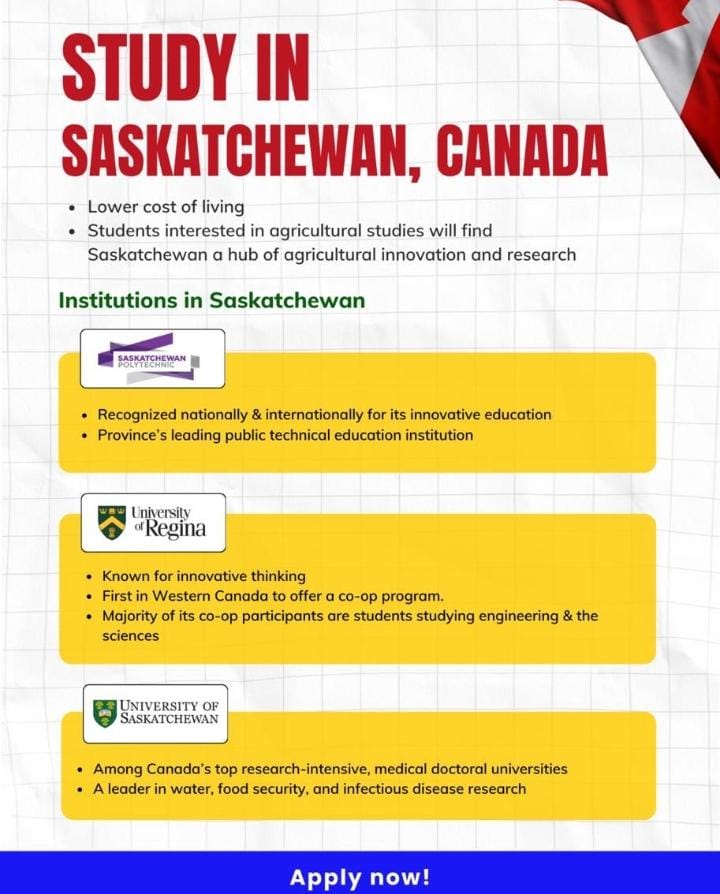 STUDY IN
SASKATCHEWAN, CANADA
• Lower cost of living
• Students interested in agricultural studies will find
Saskatchewan a hub of agricultural innovation and research
Institutions in Saskatchewan
SASKATCHEWAN
POLYTECHNIC
• Recognized nationally & internationally for its innovative education
• Province's leading public technical education institution
University
of Regina
• Known for innovative thinking
• First in Western Canada to offer a co-op program.
• Majority of its co-op participants are students studying engineering & the
sciences
UNIVERSITY OF
SASKATCHEWAN
• Among Canada's top research-intensive, medical doctoral universities
• A leader in water, food security, and infectious disease research
Apply now!